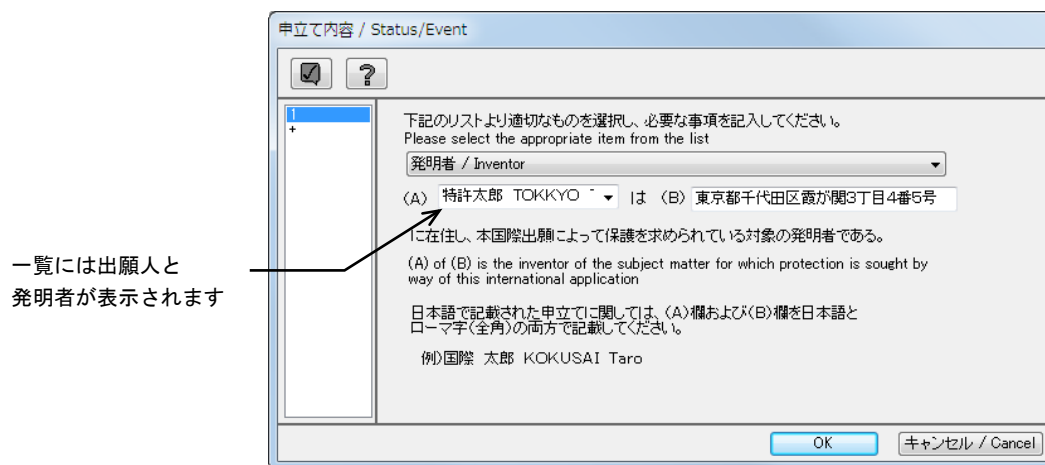 申立て内容 / Status/Event
1
+
下記のリストより適切なものを選択し、必要な事項を記入してください。
Please select the appropriate item from the list
発明者 / Inventor
(A) 特許太郎 TOKKYO は (B) 東京都千代田区霞が関3丁目4番5号
に在住し、本国際出願によって保護を求められている対象の発明者である。
(A) of (B) is the inventor of the subject matter for which protection is sought by
way of this international application
一覧には出願人と
発明者が表示されます
日本語で記載された申立てに関しては、(A)欄および(B)欄を日本語と
ローマ字(全角)の両方で記載してください。
例)国際 太郎 KOKUSAI Taro
OK
キャンセル / Cancel